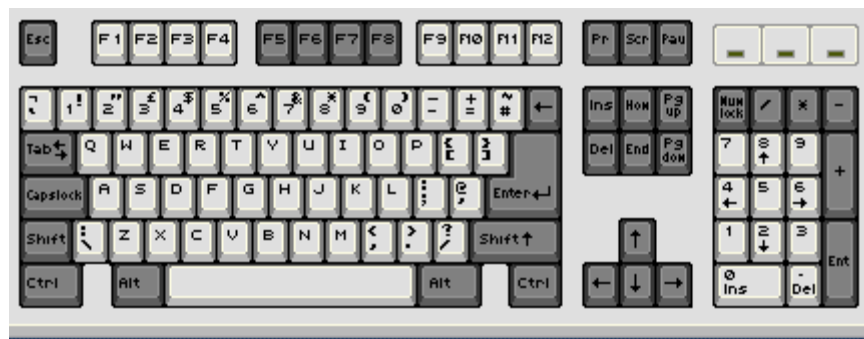 Esc F1 F2 F3 F4 F5 F6 F7 F8 F9 F10 F11 F12 Pr Scr Pau
1 ! 2 " 3 £ 4 $ 5 % 6 ^ 7 & 8 * 9 ( 0 ) - _ = + # ~ ← Ins Hom Pg up Num lock / * -
Tab Q W E R T Y U I O P { [ } ] Del End Pg down 7 8 ↑ 9 +
Capslock A S D F G H J K L : ; @ ' Enter 4 ← 5 6 →
Shift \ Z X C V B N M < , > . ? / Shift ↑ ↑ 1 2 ↓ 3 Ent
Ctrl Alt Alt Ctrl ← ↓ → 0 Ins . Del